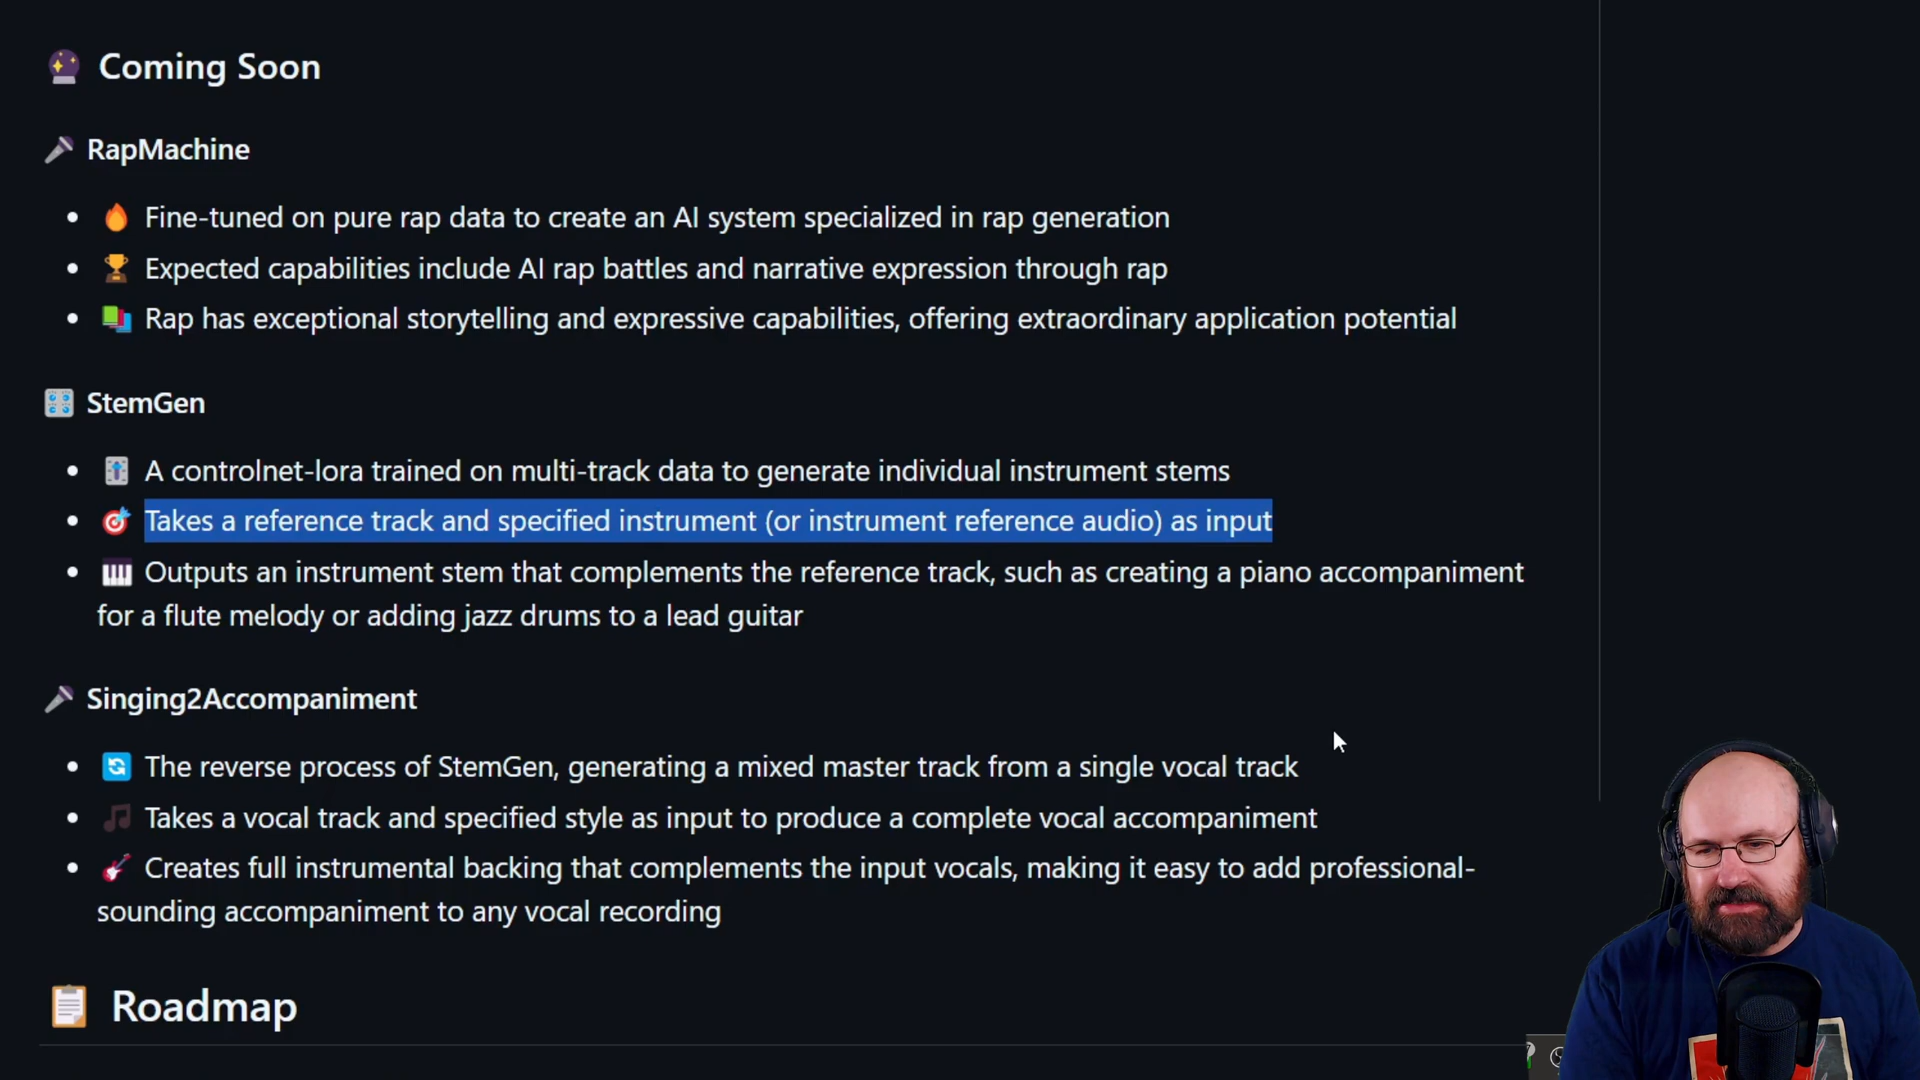 Coming Soon
RapMachine
Fine-tuned on pure rap data to create an AI system specialized in rap generation
Expected capabilities include AI rap battles and narrative expression through rap
Rap has exceptional storytelling and expressive capabilities, offering extraordinary application potential
StemGen
A controlnet-lora trained on multi-track data to generate individual instrument stems
Takes a reference track and specified instrument (or instrument reference audio) as input
Outputs an instrument stem that complements the reference track, such as creating a piano accompaniment
for a flute melody or adding jazz drums to a lead guitar
Singing2Accompaniment
The reverse process of StemGen, generating a mixed master track from a single vocal track
Takes a vocal track and specified style as input to produce a complete vocal accompaniment
Creates full instrumental backing that complements the input vocals, making it easy to add professional-
sounding accompaniment to any vocal recording
Roadmap